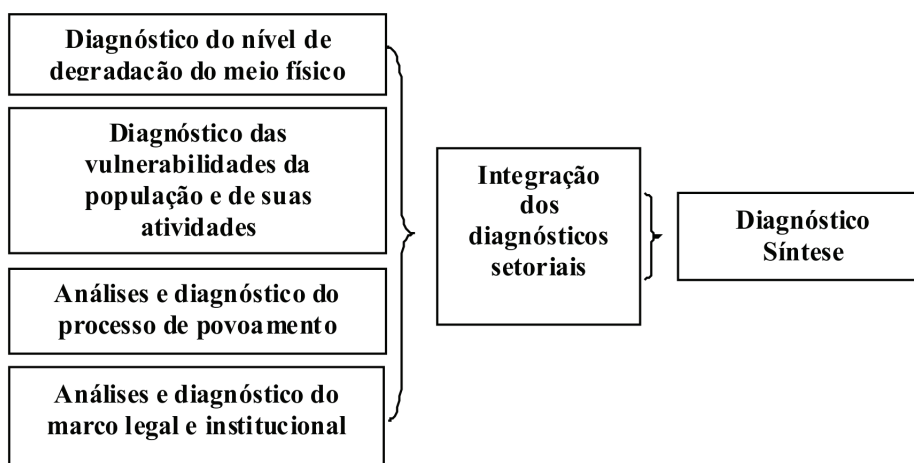 Diagnóstico do nível de
degradação do meio físico
Diagnóstico das
vulnerabilidades da
população e de suas
atividades
Análises e diagnóstico do
processo de povoamento
Análises e diagnóstico do
marco legal e institucional
Integração
dos
diagnósticos
setoriais
Diagnóstico
Síntese